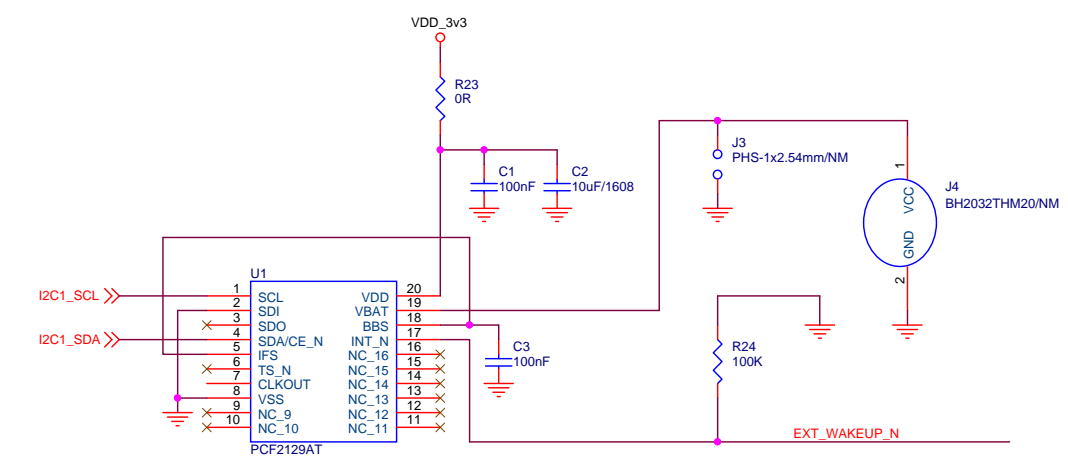 VDD_3v3
R23
0R
J3
PHS-1x2.54mm/NM
C1
100nF
C2
10uF/1608
1
VCC
GND
2
J4
BH2032THM20/NM
U1
I2C1_SCL
1
SCL
2
SDI
3
SDO
I2C1_SDA
4
SDA/CE_N
5
IFS
6
TS_N
7
CLKOUT
8
VSS
9
NC_9
10
NC_10
VDD
20
VBAT
19
BBS
18
INT_N
17
NC_16
16
NC_15
15
NC_14
14
NC_13
13
NC_12
12
NC_11
11
PCF2129AT
C3
100nF
R24
100K
EXT_WAKEUP_N